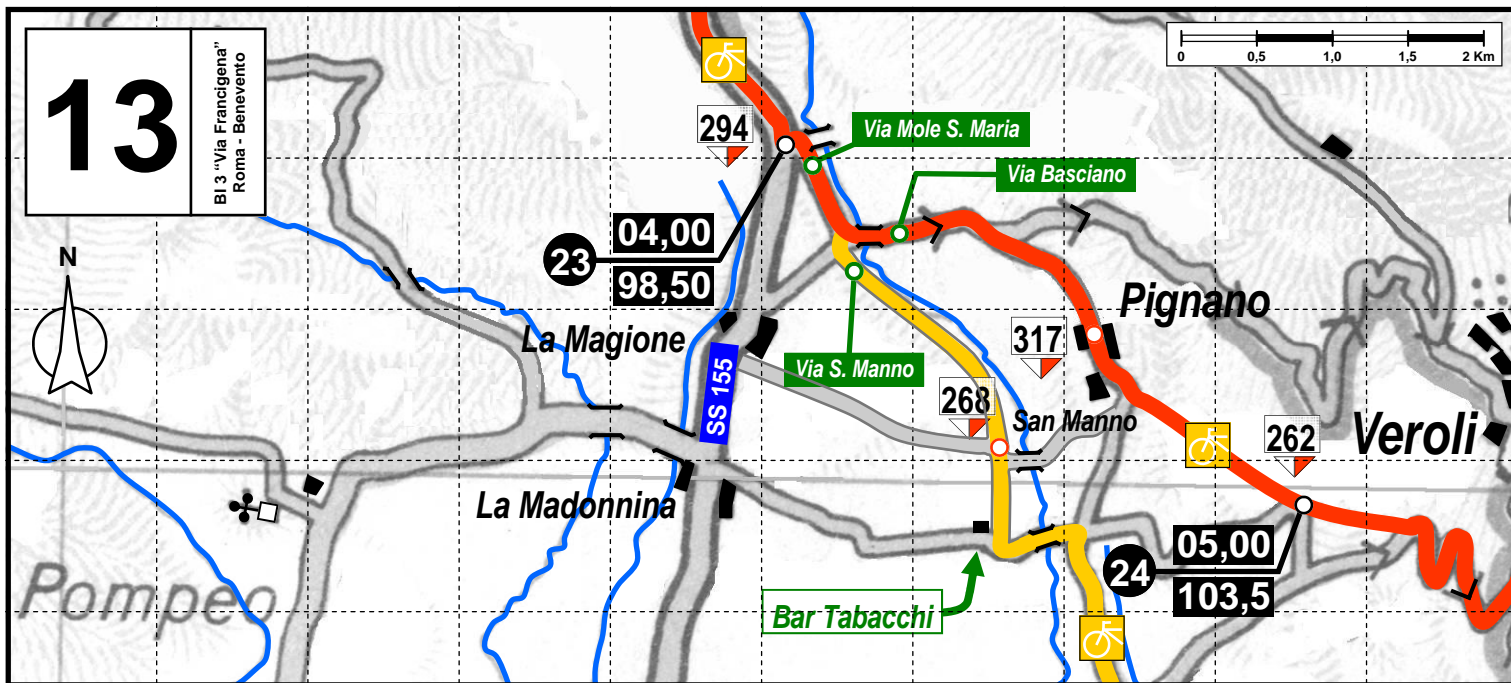 13
BI 3 "Via Francigena"
Roma - Benevento
0 0,5 1,0 1,5 2 Km
N
294
Via Mole S. Maria
Via Basciano
23
04,00
98,50
Pignano
La Magione
317
Via S. Manno
SS 155
268
San Manno
262
Veroli
La Madonnina
24
05,00
103,5
Pompeo
Bar Tabacchi